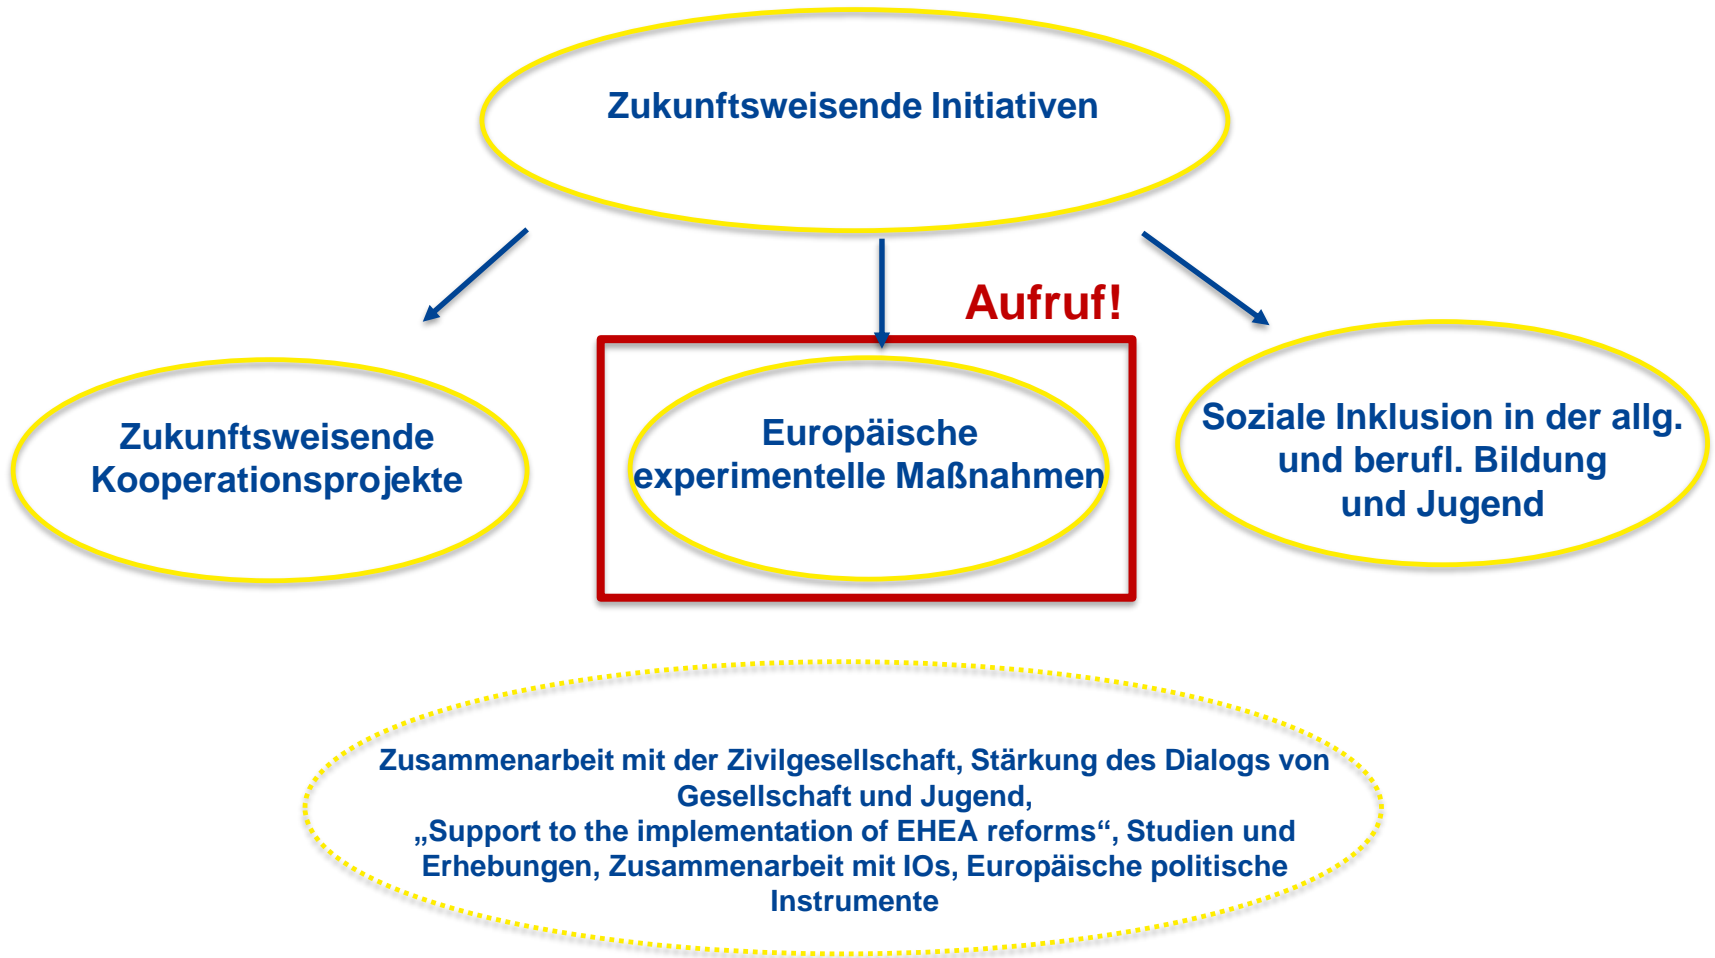 Zukunftsweisende Initiativen
Aufruf!
Zukunftsweisende
Kooperationsprojekte
Europäische
experimentelle Maßnahmen
Soziale Inklusion in der allg.
und berufl. Bildung
und Jugend
Zusammenarbeit mit der Zivilgesellschaft, Stärkung des Dialogs von
Gesellschaft und Jugend,
„Support to the implementation of EHEA reforms“, Studien und
Erhebungen, Zusammenarbeit mit IOs, Europäische politische
Instrumente